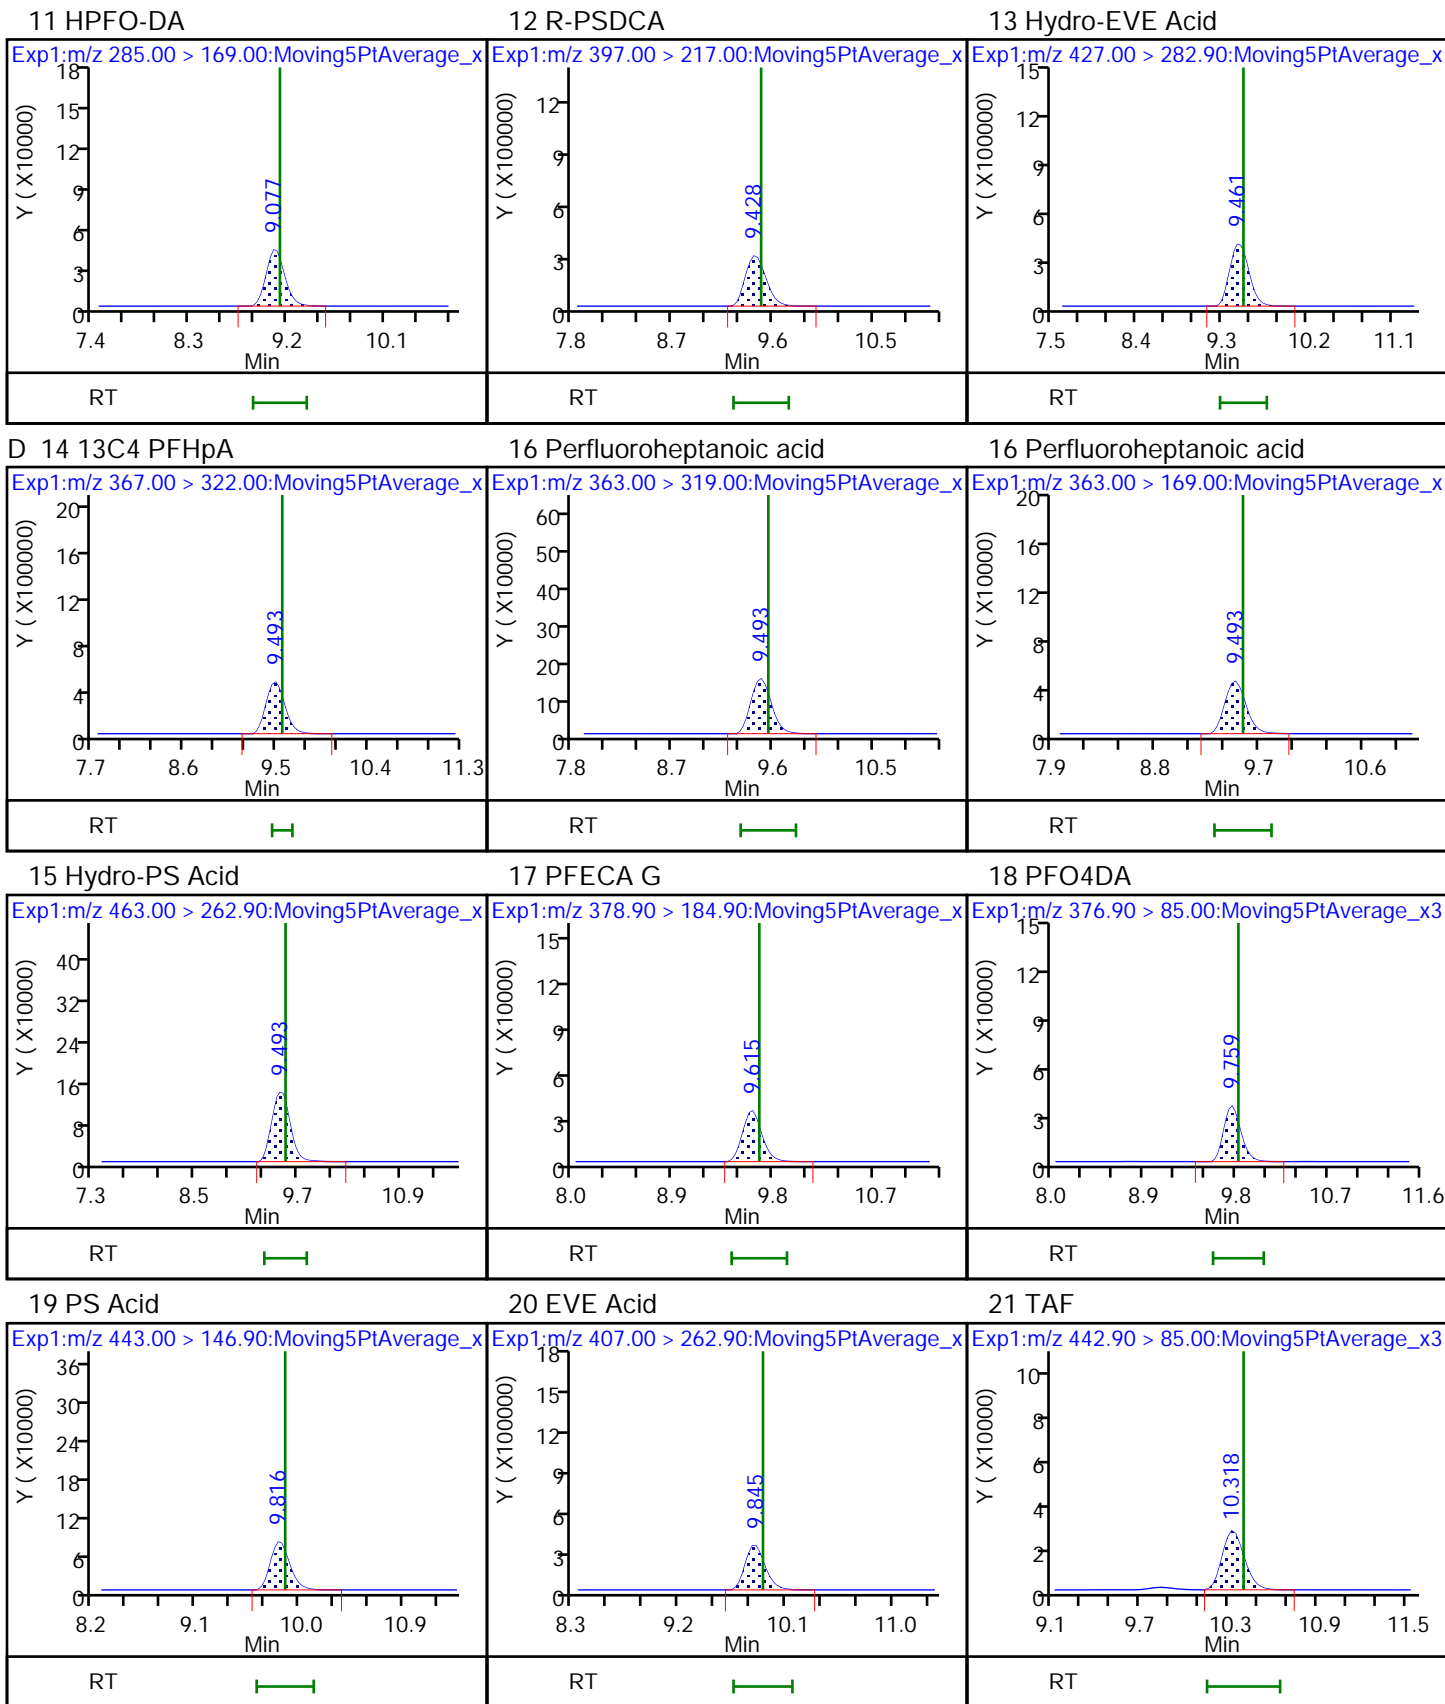 11 HPFO-DA
Exp1:m/z 285.00 > 169.00:Moving5PtAverage_x
Y ( X100000)
18
15
12
9
6
3
0
9.077
7.4 8.3 9.2 10.1
Min
RT
12 R-PSDCA
Exp1:m/z 397.00 > 217.00:Moving5PtAverage_x
Y ( X100000)
12
9
6
3
0
9.428
7.8 8.7 9.6 10.5
Min
RT
13 Hydro-EVE Acid
Exp1:m/z 427.00 > 282.90:Moving5PtAverage_x
Y ( X100000)
15
12
9
6
3
0
9.461
7.5 8.4 9.3 10.2 11.1
Min
RT
D 14 13C4 PFHpA
Exp1:m/z 367.00 > 322.00:Moving5PtAverage_x
Y ( X100000)
20
16
12
8
4
0
9.493
7.7 8.6 9.5 10.4 11.3
Min
RT
16 Perfluoroheptanoic acid
Exp1:m/z 363.00 > 319.00:Moving5PtAverage_x
Y ( X10000)
60
50
40
30
20
10
0
9.493
7.8 8.7 9.6 10.5
Min
RT
16 Perfluoroheptanoic acid
Exp1:m/z 363.00 > 169.00:Moving5PtAverage_x
Y ( X10000)
20
16
12
8
4
0
9.493
7.9 8.8 9.7 10.6
Min
RT
15 Hydro-PS Acid
Exp1:m/z 463.00 > 262.90:Moving5PtAverage_x
Y ( X10000)
40
32
24
16
8
0
9.493
7.3 8.5 9.7 10.9
Min
RT
17 PFECA G
Exp1:m/z 378.90 > 184.90:Moving5PtAverage_x
Y ( X10000)
15
12
9
6
3
0
9.615
8.0 8.9 9.8 10.7
Min
RT
18 PFO4DA
Exp1:m/z 376.90 > 85.00:Moving5PtAverage_x3
Y ( X10000)
15
12
9
6
3
0
9.759
8.0 8.9 9.8 10.7 11.6
Min
RT
19 PS Acid
Exp1:m/z 443.00 > 146.90:Moving5PtAverage_x
Y ( X10000)
36
30
24
18
12
6
0
9.816
8.2 9.1 10.0 10.9
Min
RT
20 EVE Acid
Exp1:m/z 407.00 > 262.90:Moving5PtAverage_x
Y ( X100000)
18
15
12
9
6
3
0
9.845
8.3 9.2 10.1 11.0
Min
RT
21 TAF
Exp1:m/z 442.90 > 85.00:Moving5PtAverage_x3
Y ( X10000)
10
8
6
4
2
0
10.318
9.1 9.7 10.3 10.9 11.5
Min
RT